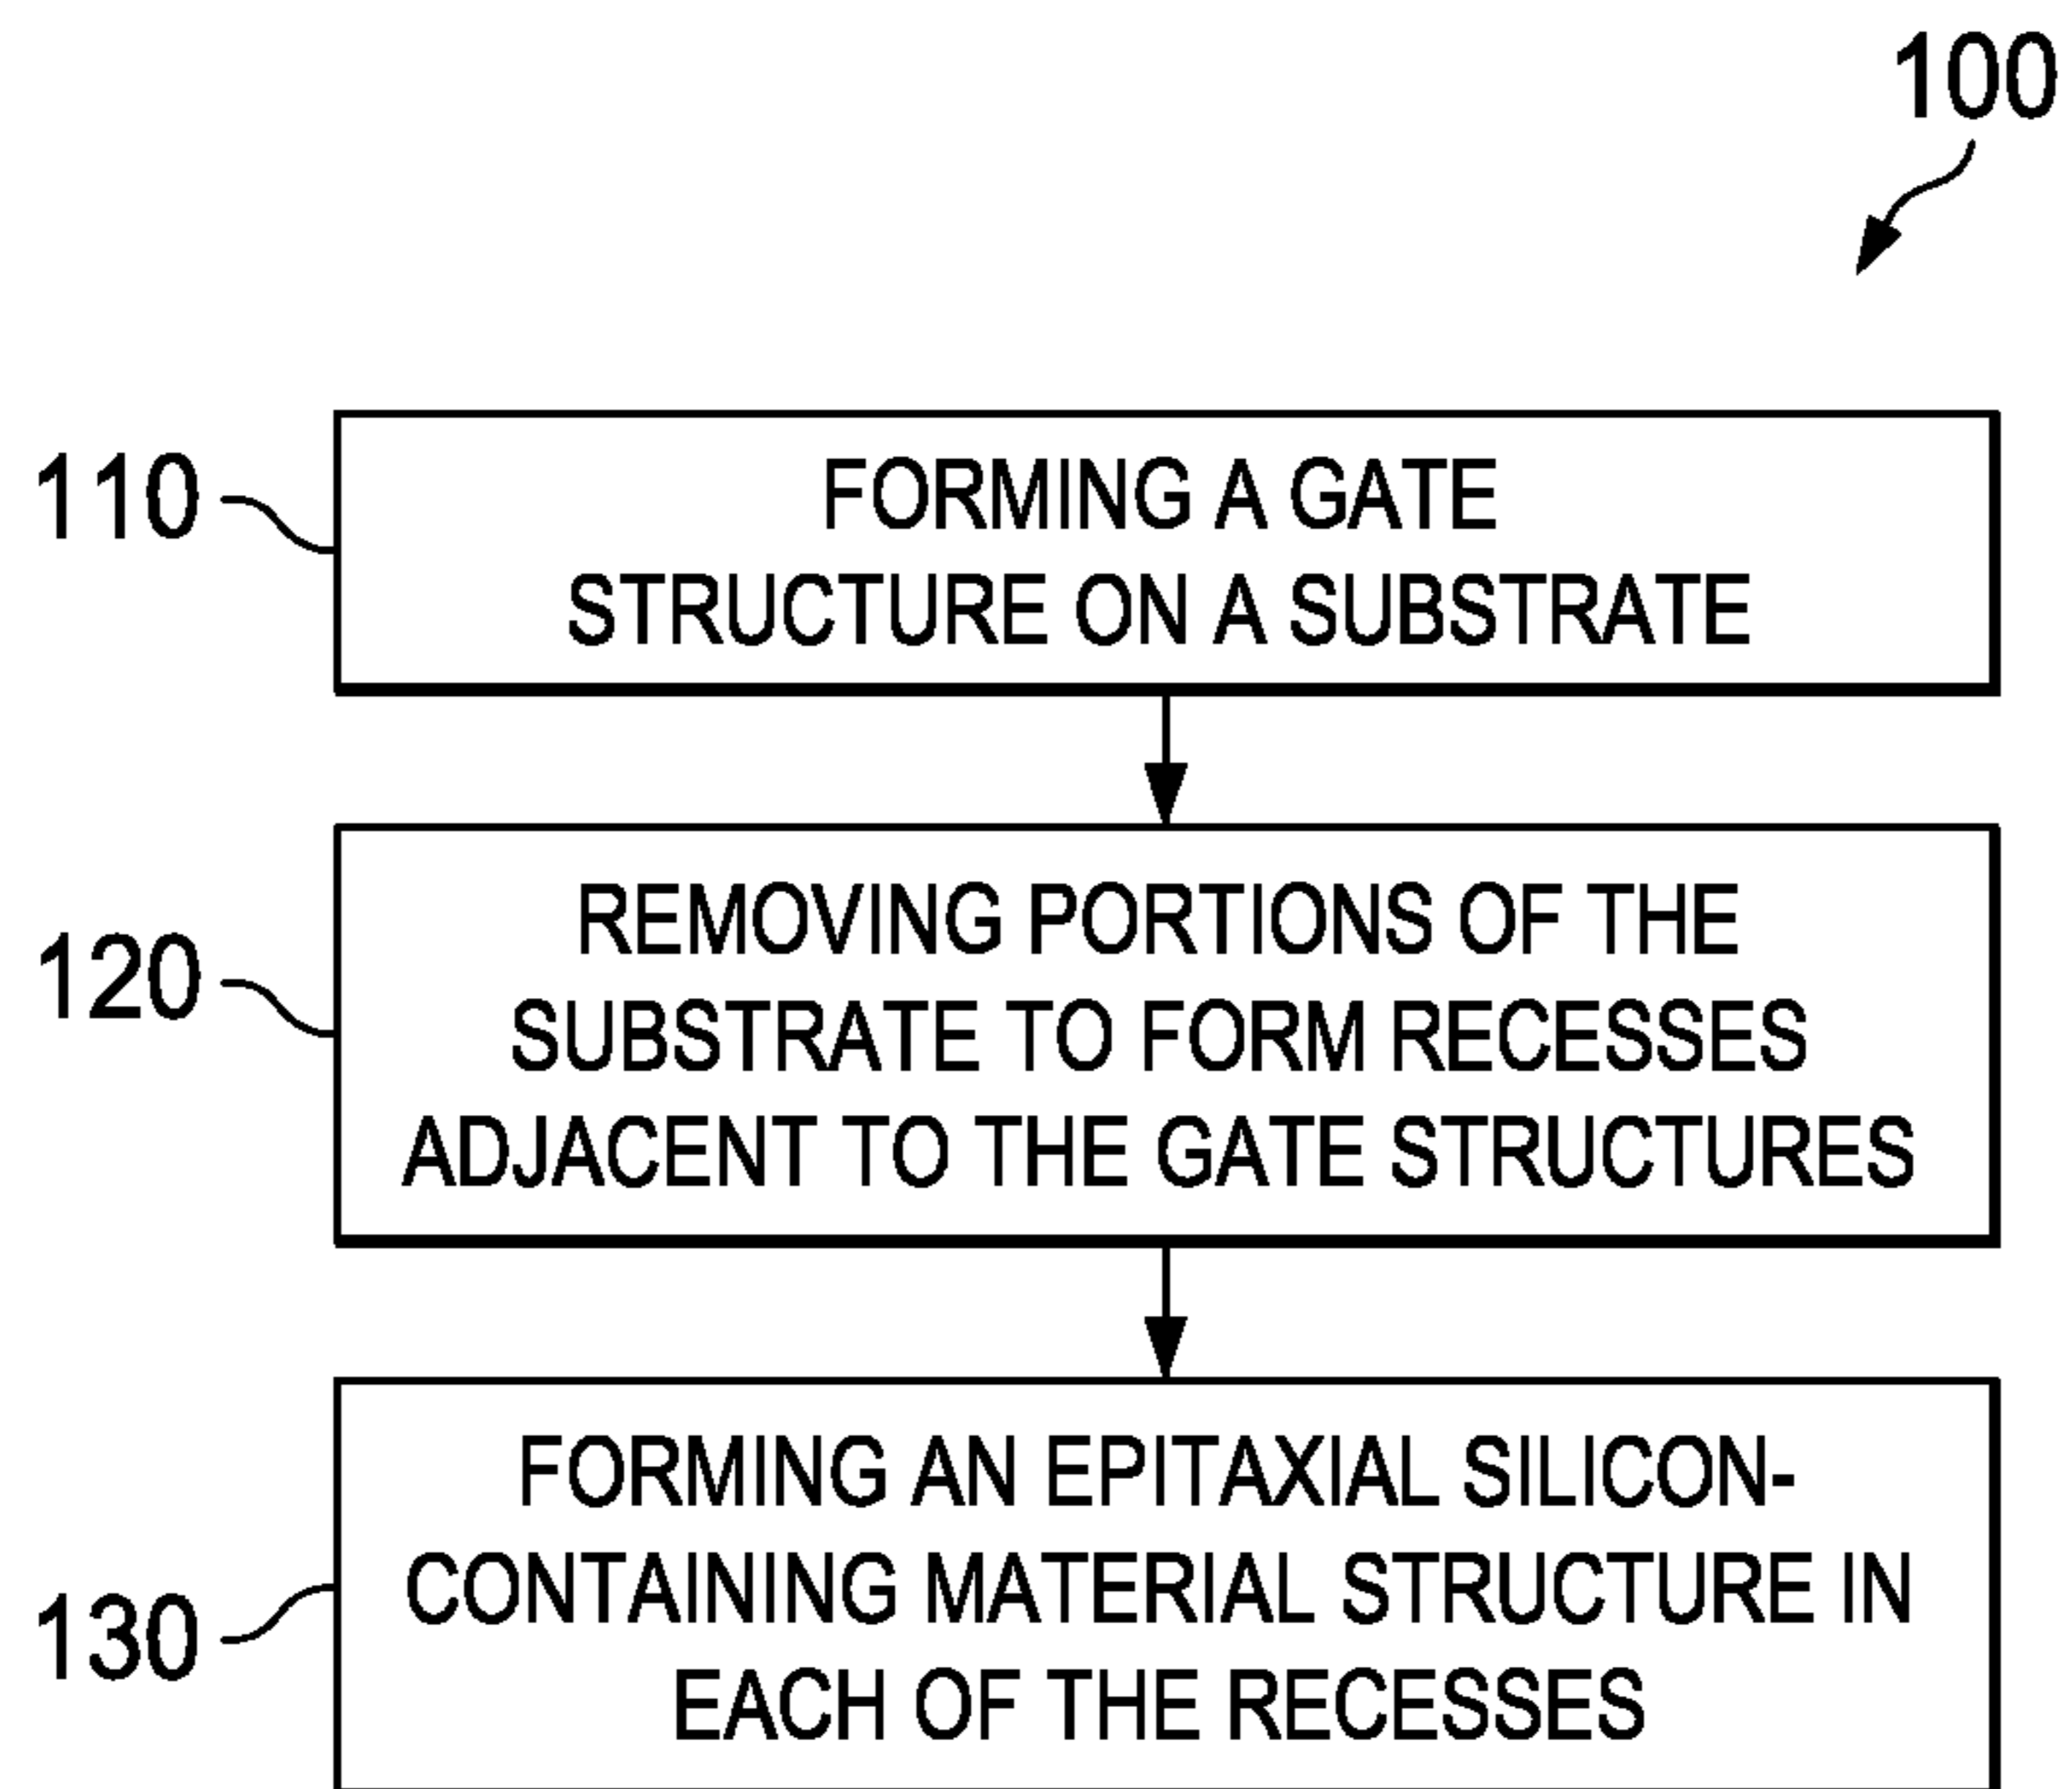 100
110
FORMING A GATE
STRUCTURE ON A SUBSTRATE
120
REMOVING PORTIONS OF THE
SUBSTRATE TO FORM RECESSES
ADJACENT TO THE GATE STRUCTURES
130
FORMING AN EPITAXIAL SILICON-
CONTAINING MATERIAL STRUCTURE IN
EACH OF THE RECESSES